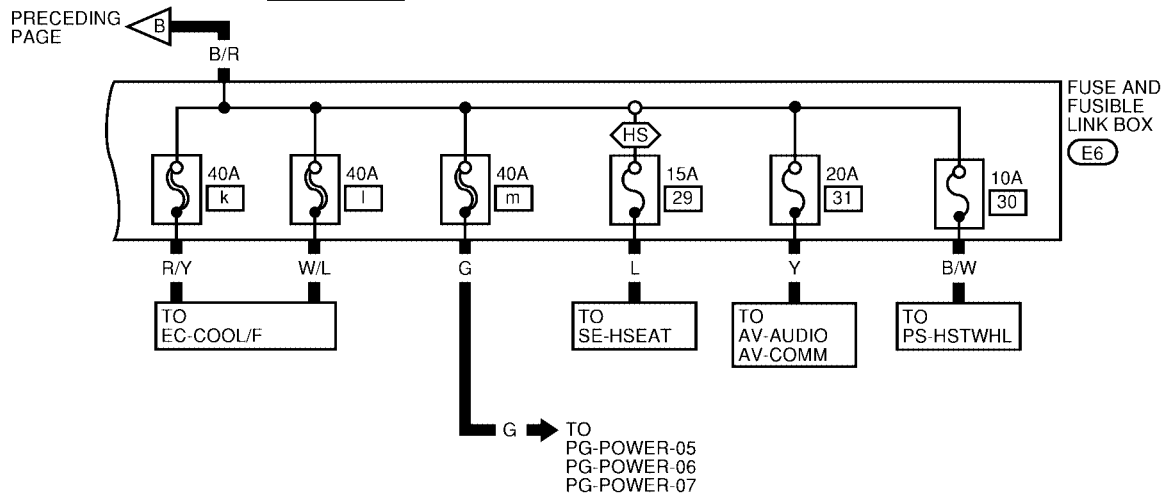 PRECEDING
PAGE
B
B/R
FUSE AND
FUSIBLE
LINK BOX
E6
HS
40A
k
40A
l
40A
m
15A
29
20A
31
10A
30
R/Y
W/L
G
L
Y
B/W
TO
EC-COOL/F
TO
SE-HSEAT
TO
AV-AUDIO
AV-COMM
TO
PS-HSTWHL
G
TO
PG-POWER-05
PG-POWER-06
PG-POWER-07